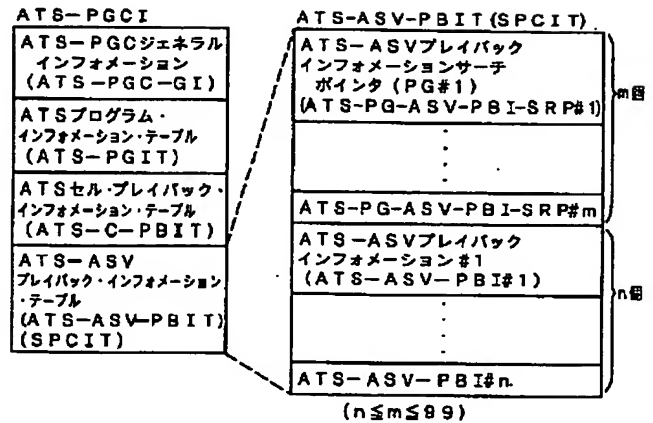 ATS-PGCI
ATS-PGCジェネラル
インフォメーション
(ATS-PGC-GI)
ATSプログラム・
インフォメーション・テーブル
(ATS-PGIT)
ATSセル・プレイバック・
インフォメーション・テーブル
(ATS-C-PBIT)
ATS-ASV
プレイバック・インフォメーション
・テーブル
(ATS-ASV-PBIT)
(SPCIT)
ATS-ASV-PBIT(SPCIT)
ATS-ASVプレイバック
インフォメーションサーチ
ポインタ(PG#1)
(ATS-PG-ASV-PBI-SRP#1)
ATS-PG-ASV-PBI-SRP#m
m個
ATS-ASVプレイバック
インフォメーション#1
(ATS-ASV-PBI#1)
ATS-ASV-PBI#n
n個
(n≦m≦99)